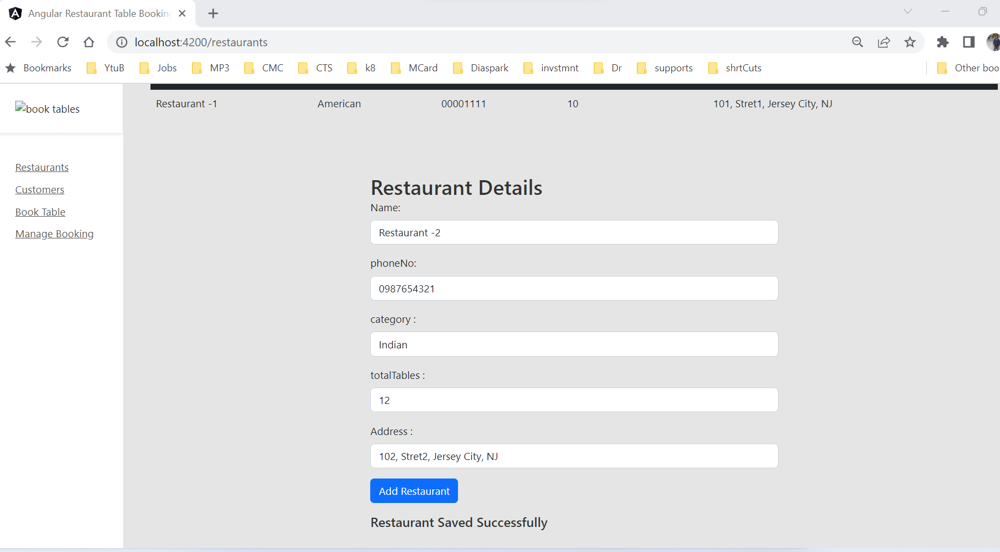 Angular Restaurant Table Booking
localhost:4200/restaurants
Bookmarks YtuB Jobs MP3 CMC CTS k8 MCard Diaspark invstmnt Dr supports shrtCuts Other boo
book tables
Restaurant -1 American 00001111 10 101, Stret1, Jersey City, NJ
Restaurants
Customers
Book Table
Manage Booking
Restaurant Details
Name:
Restaurant -2
phoneNo:
0987654321
category :
Indian
totalTables :
12
Address :
102, Stret2, Jersey City, NJ
Add Restaurant
Restaurant Saved Successfully